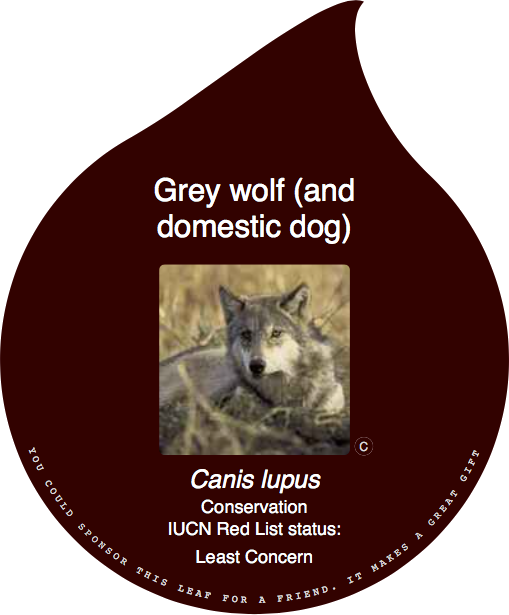 Grey wolf (and
domestic dog)
C
Canis lupus
Conservation
IUCN Red List status:
Least Concern
YOU COULD SPONSOR THIS LEAF FOR A FRIEND. IT MAKES A GREAT GIFT